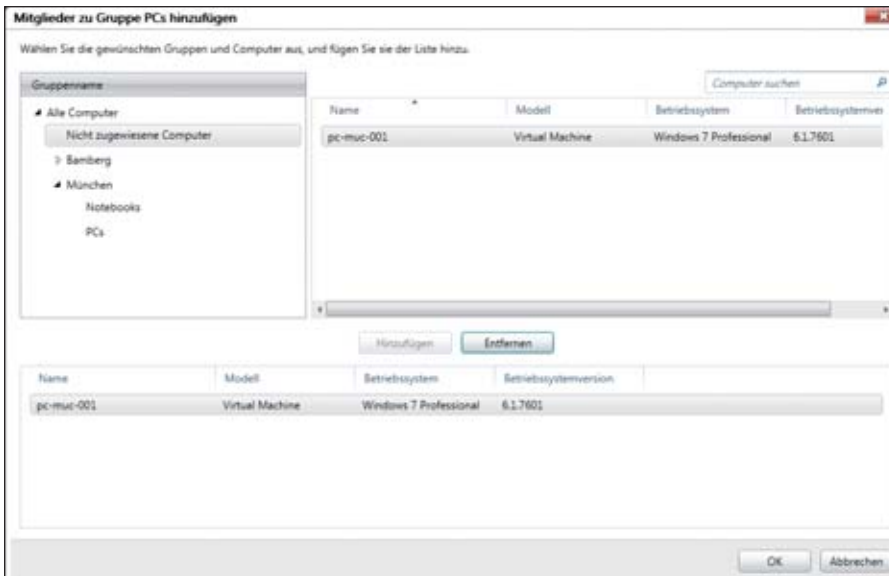 Mitglieder zu Gruppe PCs hinzufügen
Wählen Sie die gewünschten Gruppen und Computer aus, und fügen Sie sie der Liste hinzu.
Gruppenname
Computer suchen
Alle Computer
Nicht zugewiesene Computer
Bamberg
München
Notebooks
PCs
Name Modell Betriebssystem Betriebssystemver
pc-muc-001 Virtual Machine Windows 7 Professional 6.1.7601
Hinzufügen Entfernen
Name Modell Betriebssystem Betriebssystemversion
pc-muc-001 Virtual Machine Windows 7 Professional 6.1.7601
OK Abbrechen